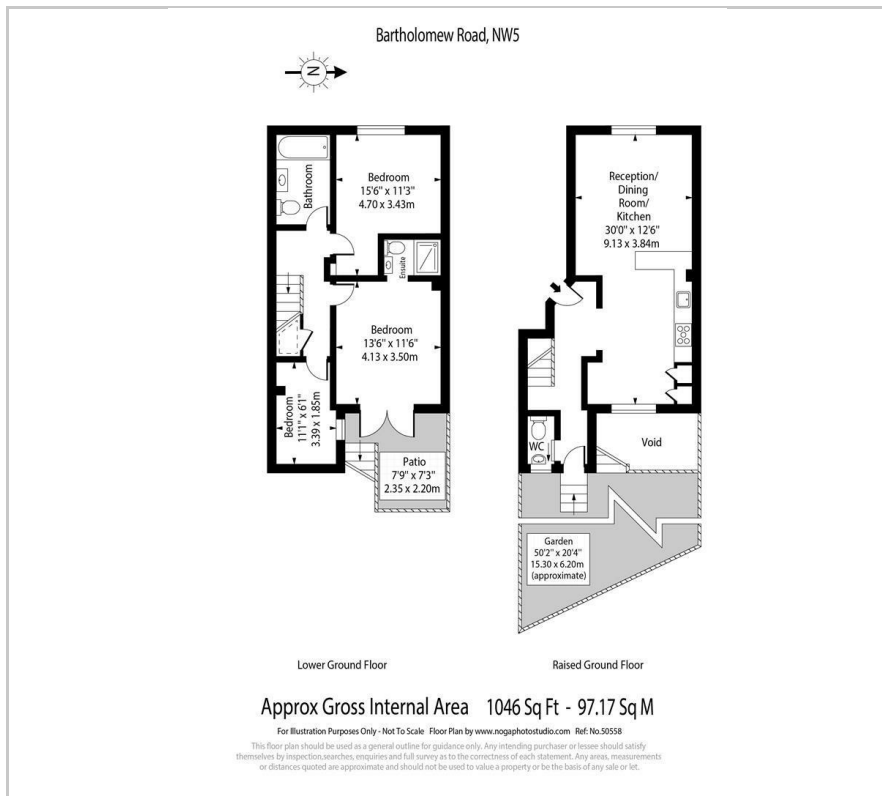 Bartholomew Road, NW5
N
Bathroom
Bedroom
15'6" x 11'3"
4.70 x 3.43m
Ensuite
Bedroom
13'6" x 11'6"
4.13 x 3.50m
Bedroom
11'1" x 6'1"
3.39 x 1.85m
Patio
7'9" x 7'3"
2.35 x 2.20m
Reception/
Dining
Room/
Kitchen
30'0" x 12'6"
9.13 x 3.84m
WC
Void
Garden
50'2" x 20'4"
15.30 x 6.20m
(approximate)
Lower Ground Floor
Raised Ground Floor
Approx Gross Internal Area 1046 Sq Ft - 97.17 Sq M
For Illustration Purposes Only - Not To Scale Floor Plan by www.nogaphotostudio.com Ref: No.50558
This floor plan should be used as a general outline for guidance only. Any intending purchaser or lessee should satisfy
themselves by inspection,searches, enquiries and full survey as to the correctness of each statement. Any areas, measurements
or distances quoted are approximate and should not be used to value a property or be the basis of any sale or let.